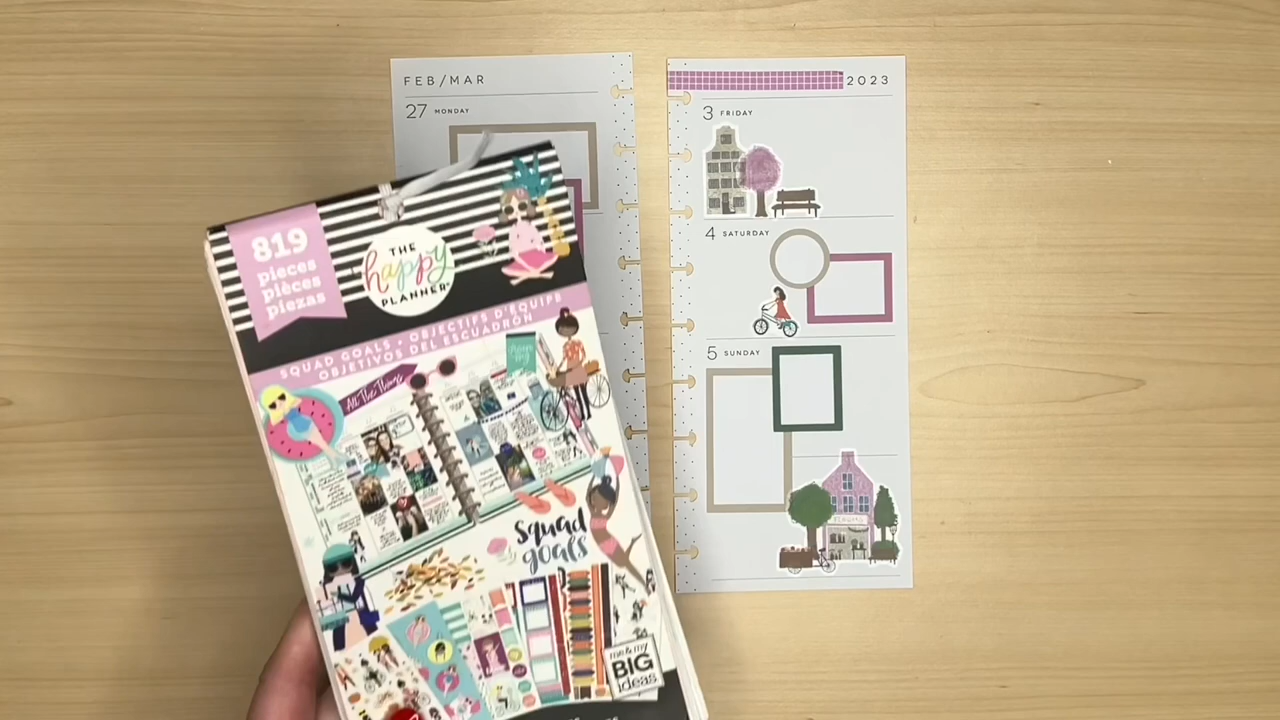 FEB/MAR
27 MONDAY
2023
3 FRIDAY
4 SATURDAY
5 SUNDAY
819
pieces
pièces
piezas
THE
happy
PLANNER
SQUAD GOALS • OBJECTIFS D'ÉQUIPE
OBJETIVOS DEL ESCUADRÓN
All The Things
squad
goals
me & my
BIG
ideas